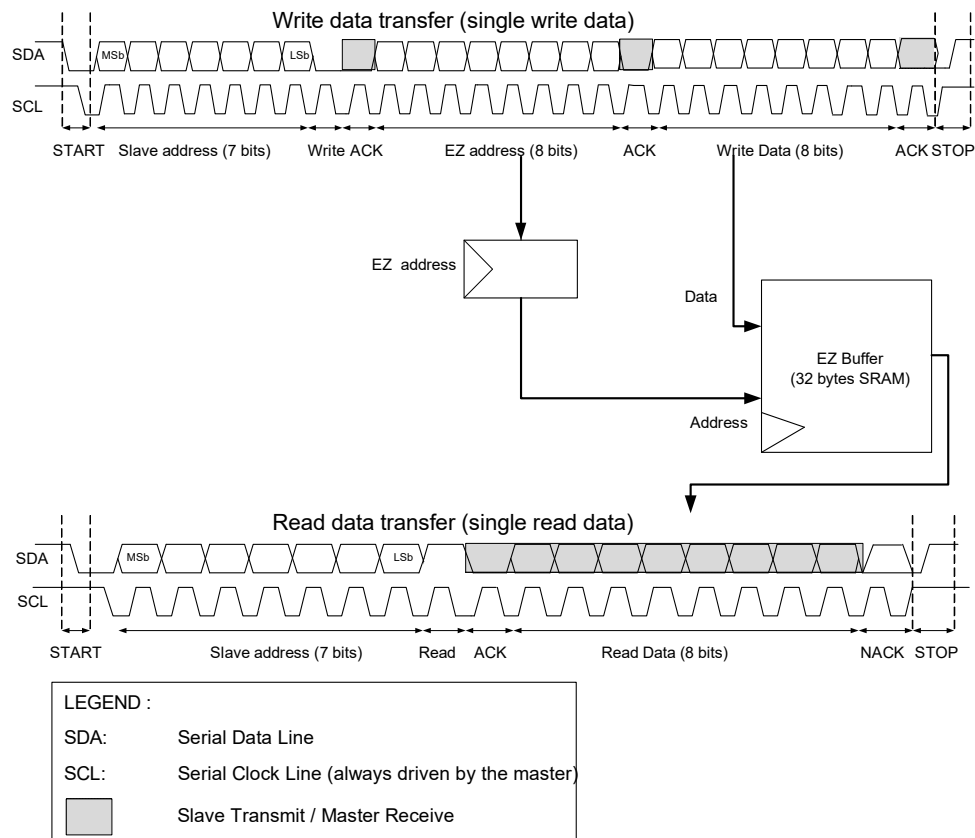 Write data transfer (single write data)
SDA MSb LSb
SCL
START Slave address (7 bits) Write ACK EZ address (8 bits) ACK Write Data (8 bits) ACK STOP
EZ address
Data
EZ Buffer
(32 bytes SRAM)
Address
Read data transfer (single read data)
SDA MSb LSb
SCL
START Slave address (7 bits) Read ACK Read Data (8 bits) NACK STOP
LEGEND :
SDA: Serial Data Line
SCL: Serial Clock Line (always driven by the master)
Slave Transmit / Master Receive